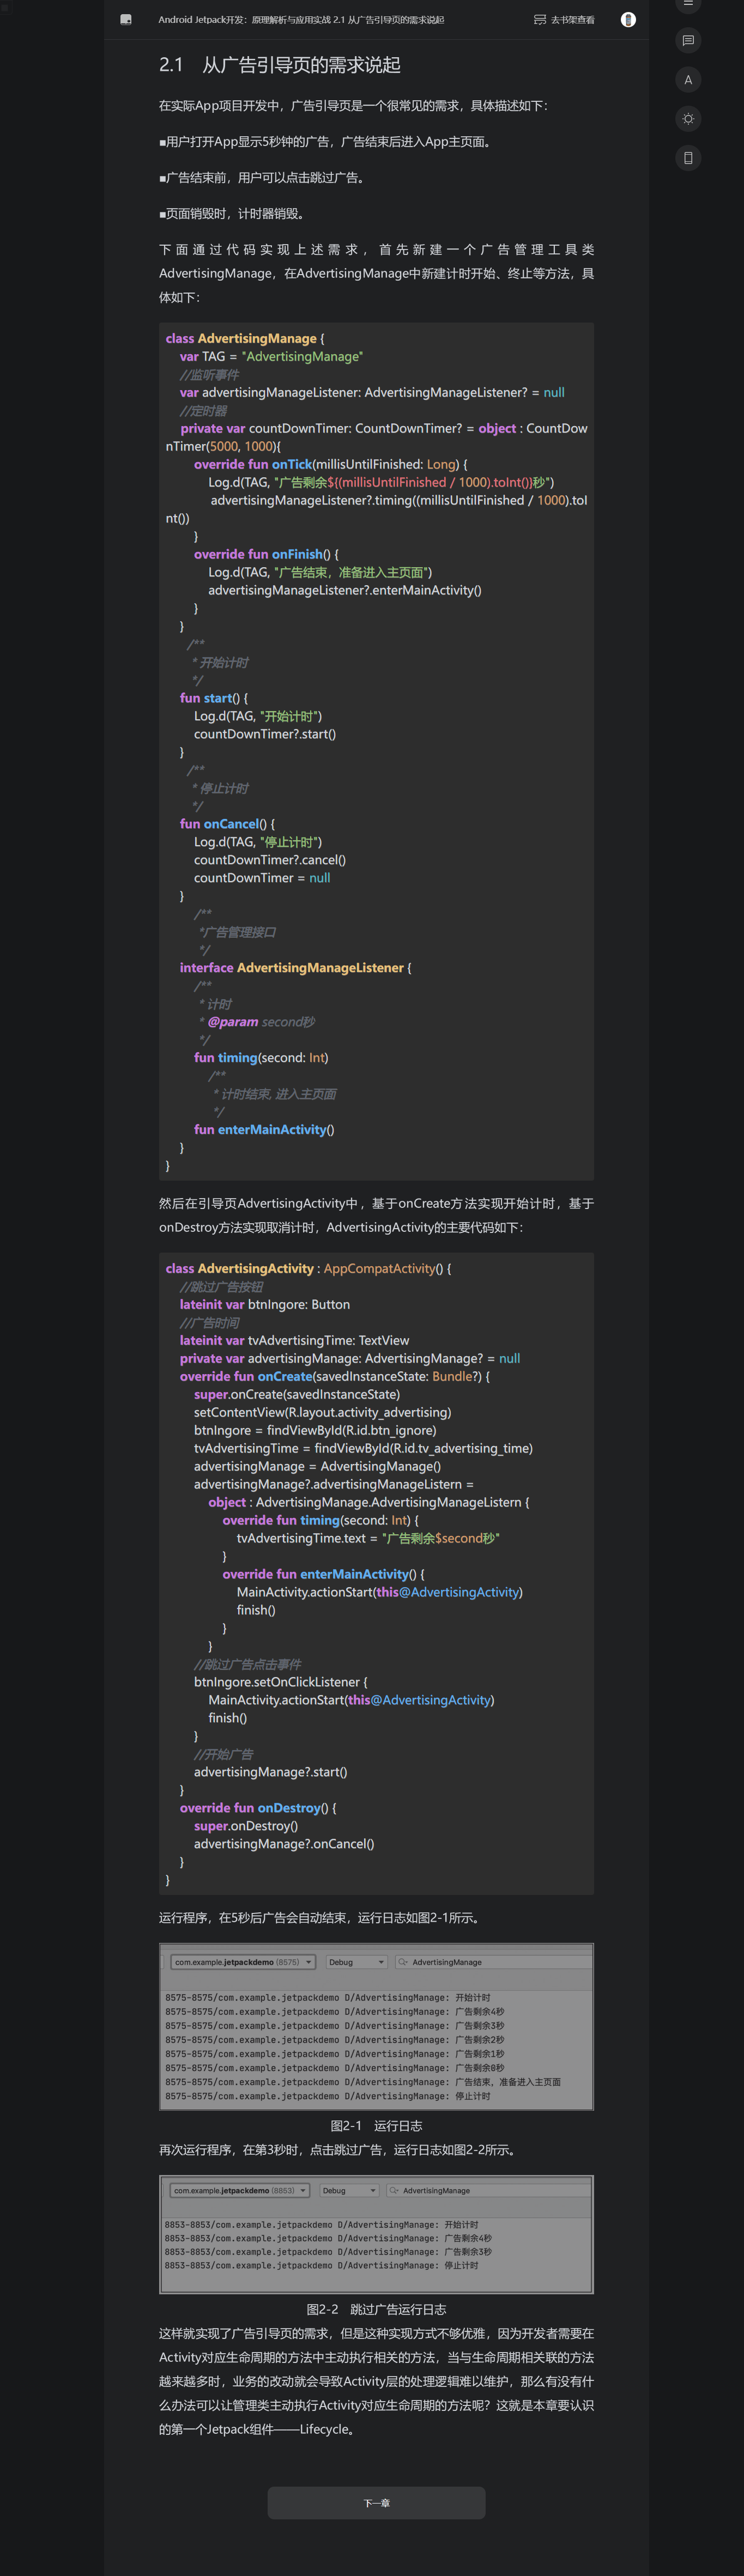 Android Jetpack开发：原理解析与应用实战 2.1 从广告引导页的需求说起
去书架查看
A
2.1 从广告引导页的需求说起
在实际App项目开发中，广告引导页是一个很常见的需求，具体描述如下：
■用户打开App显示5秒钟的广告，广告结束后进入App主页面。
■广告结束前，用户可以点击跳过广告。
■页面销毁时，计时器销毁。
下面通过代码实现上述需求，首先新建一个广告管理工具类
AdvertisingManage，在AdvertisingManage中新建计时开始、终止等方法，具
体如下：
class AdvertisingManage {
var TAG = "AdvertisingManage"
//监听事件
var advertisingManageListener: AdvertisingManageListener? = null
//定时器
private var countDownTimer: CountDownTimer? = object : CountDow
nTimer(5000, 1000){
override fun onTick(millisUntilFinished: Long) {
Log.d(TAG, "广告剩余${(millisUntilFinished / 1000).toInt()}秒")
advertisingManageListener?.timing((millisUntilFinished / 1000).toI
nt())
}
override fun onFinish() {
Log.d(TAG, "广告结束，准备进入主页面")
advertisingManageListener?.enterMainActivity()
}
}
/**
* 开始计时
*/
fun start() {
Log.d(TAG, "开始计时")
countDownTimer?.start()
}
/**
* 停止计时
*/
fun onCancel() {
Log.d(TAG, "停止计时")
countDownTimer?.cancel()
countDownTimer = null
}
/**
*广告管理接口
*/
interface AdvertisingManageListener {
/**
* 计时
* @param second秒
*/
fun timing(second: Int)
/**
* 计时结束, 进入主页面
*/
fun enterMainActivity()
}
}
然后在引导页AdvertisingActivity中，基于onCreate方法实现开始计时，基于
onDestroy方法实现取消计时，AdvertisingActivity的主要代码如下：
class AdvertisingActivity : AppCompatActivity() {
//跳过广告按钮
lateinit var btnIngore: Button
//广告时间
lateinit var tvAdvertisingTime: TextView
private var advertisingManage: AdvertisingManage? = null
override fun onCreate(savedInstanceState: Bundle?) {
super.onCreate(savedInstanceState)
setContentView(R.layout.activity_advertising)
btnIngore = findViewById(R.id.btn_ignore)
tvAdvertisingTime = findViewById(R.id.tv_advertising_time)
advertisingManage = AdvertisingManage()
advertisingManage?.advertisingManageListern =
object : AdvertisingManage.AdvertisingManageListern {
override fun timing(second: Int) {
tvAdvertisingTime.text = "广告剩余$second秒"
}
override fun enterMainActivity() {
MainActivity.actionStart(this@AdvertisingActivity)
finish()
}
}
//跳过广告点击事件
btnIngore.setOnClickListener {
MainActivity.actionStart(this@AdvertisingActivity)
finish()
}
//开始广告
advertisingManage?.start()
}
override fun onDestroy() {
super.onDestroy()
advertisingManage?.onCancel()
}
}
运行程序，在5秒后广告会自动结束，运行日志如图2-1所示。
com.example.jetpackdemo (8575) Debug AdvertisingManage
8575-8575/com.example.jetpackdemo D/AdvertisingManage: 开始计时
8575-8575/com.example.jetpackdemo D/AdvertisingManage: 广告剩余4秒
8575-8575/com.example.jetpackdemo D/AdvertisingManage: 广告剩余3秒
8575-8575/com.example.jetpackdemo D/AdvertisingManage: 广告剩余2秒
8575-8575/com.example.jetpackdemo D/AdvertisingManage: 广告剩余1秒
8575-8575/com.example.jetpackdemo D/AdvertisingManage: 广告剩余0秒
8575-8575/com.example.jetpackdemo D/AdvertisingManage: 广告结束，准备进入主页面
8575-8575/com.example.jetpackdemo D/AdvertisingManage: 停止计时
图2-1 运行日志
再次运行程序，在第3秒时，点击跳过广告，运行日志如图2-2所示。
com.example.jetpackdemo (8853) Debug AdvertisingManage
8853-8853/com.example.jetpackdemo D/AdvertisingManage: 开始计时
8853-8853/com.example.jetpackdemo D/AdvertisingManage: 广告剩余4秒
8853-8853/com.example.jetpackdemo D/AdvertisingManage: 广告剩余3秒
8853-8853/com.example.jetpackdemo D/AdvertisingManage: 停止计时
图2-2 跳过广告运行日志
这样就实现了广告引导页的需求，但是这种实现方式不够优雅，因为开发者需要在
Activity对应生命周期的方法中主动执行相关的方法，当与生命周期相关联的方法
越来越多时，业务的改动就会导致Activity层的处理逻辑难以维护，那么有没有什
么办法可以让管理类主动执行Activity对应生命周期的方法呢？这就是本章要认识
的第一个Jetpack组件——Lifecycle。
下一章